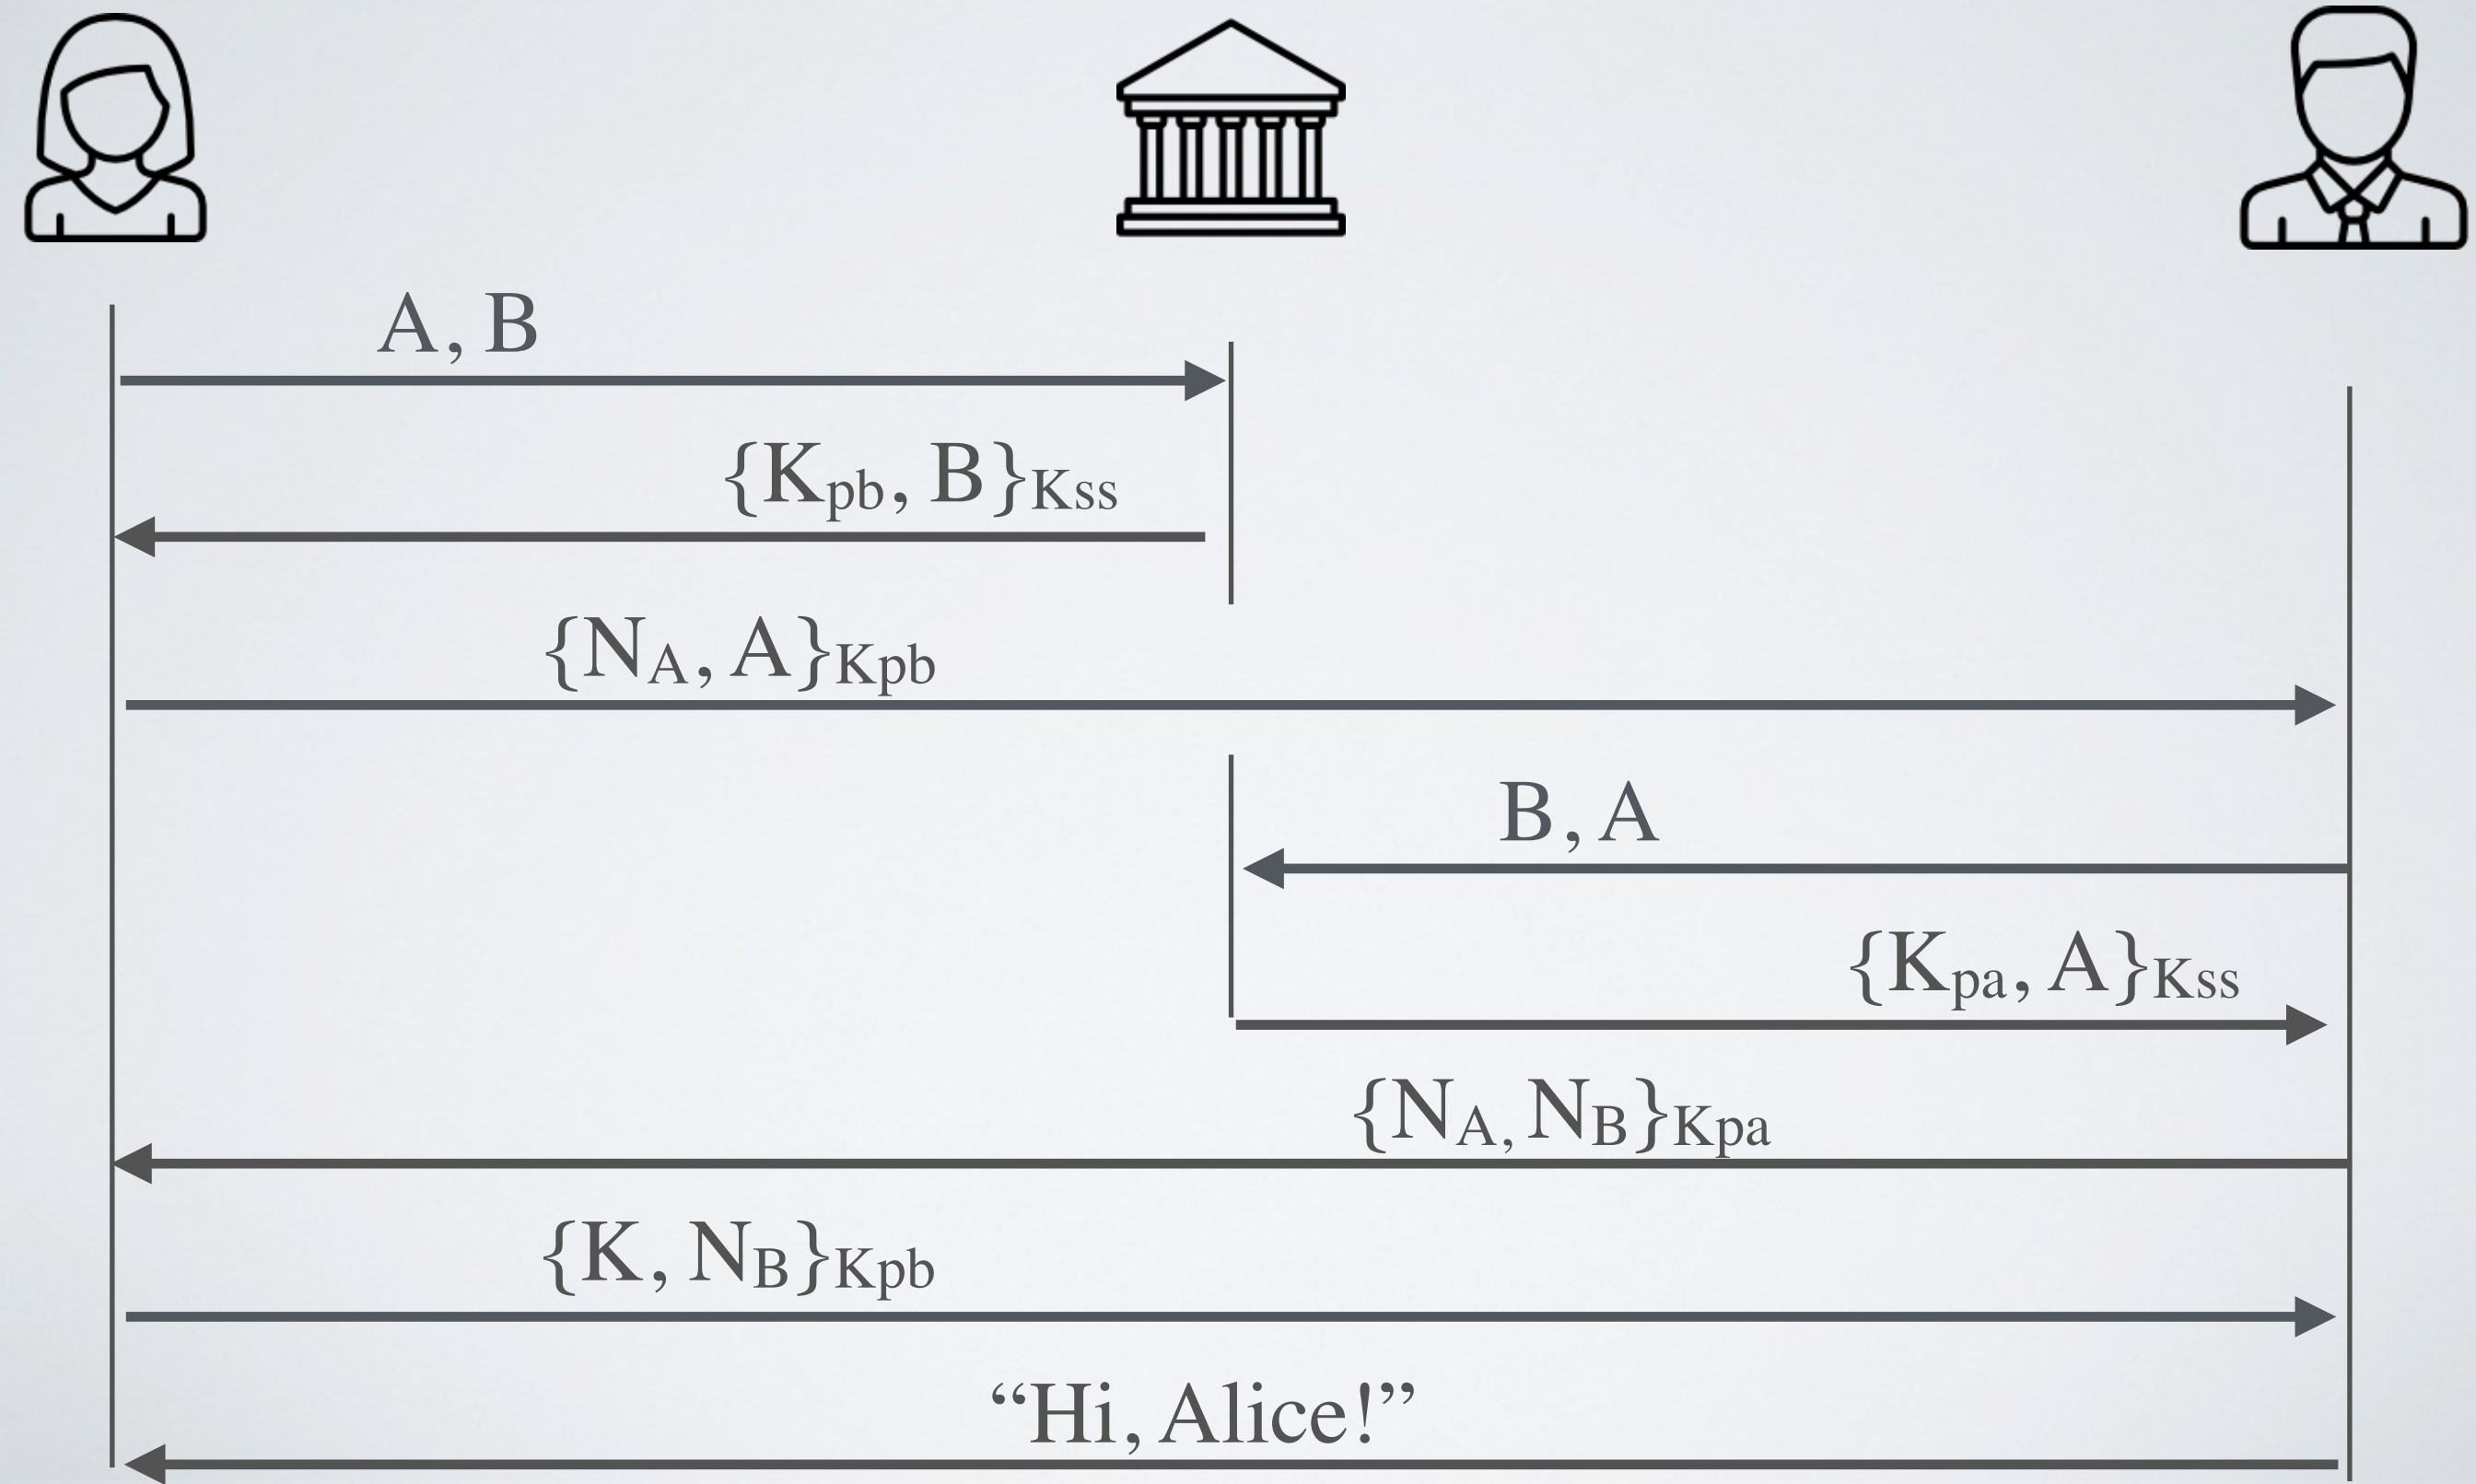 A, B
{Kpb, B}Kss
{NA, A}Kpb
B, A
{Kpa, A}Kss
{NA, NB}Kpa
{K, NB}Kpb
“Hi, Alice!”